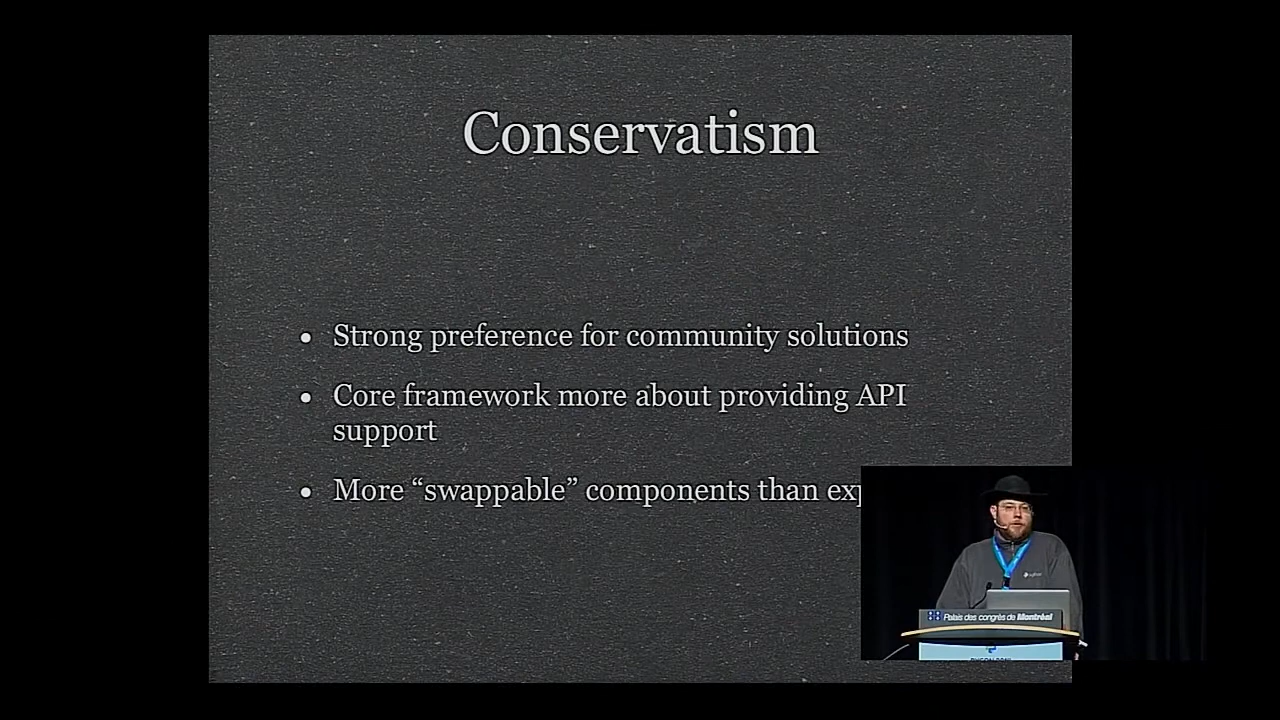 Conservatism
• Strong preference for community solutions
• Core framework more about providing API
support
• More “swappable” components than
Palais des congrès de Montréal